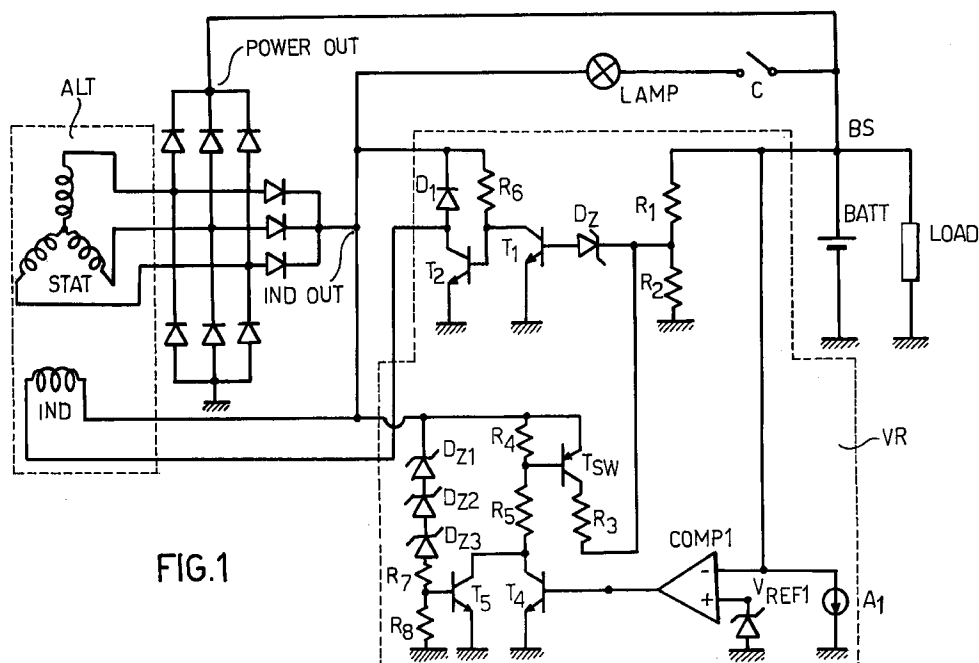 POWER OUT
ALT
LAMP
C
BS
D1
R6
T2
T1
DZ
R1
R2
BATT
LOAD
STAT
IND OUT
IND
VR
DZ1
DZ2
DZ3
R4
TSW
R5
R3
COMP1
R7
R8
T5
T4
-
+
VREF1
A1
FIG.1